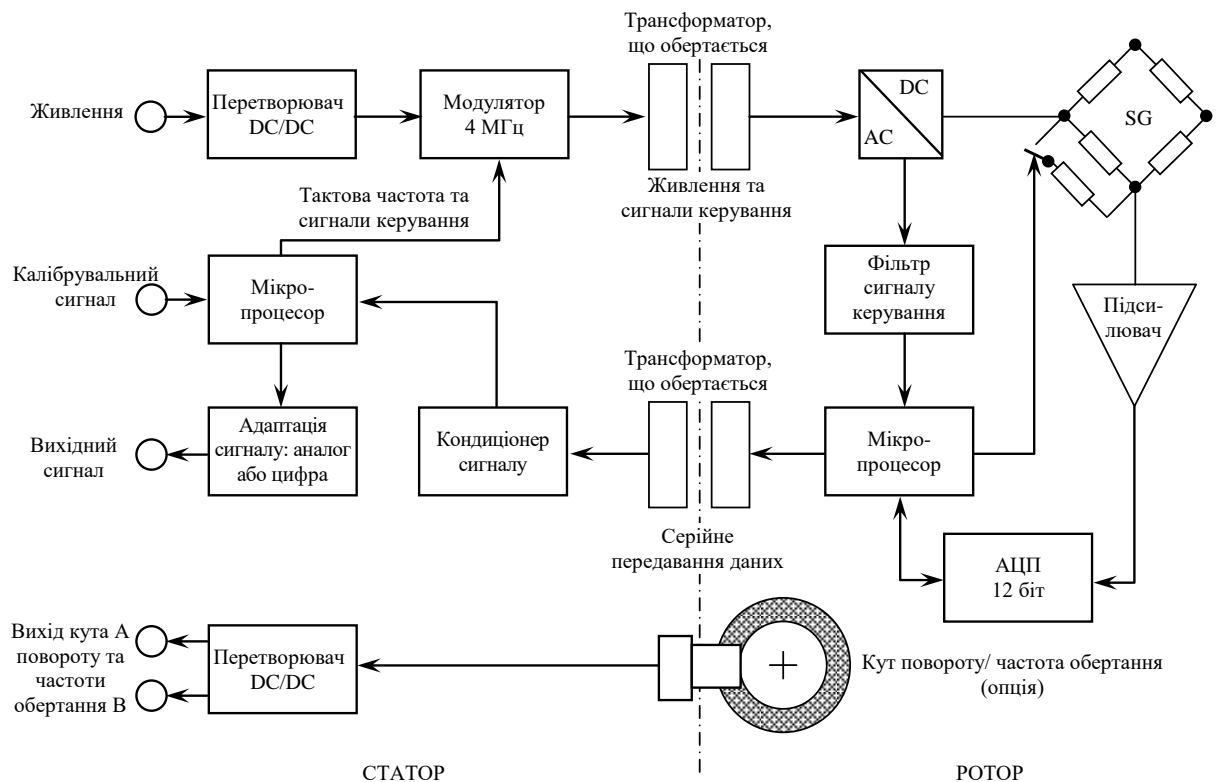 Трансформатор,
що обертається
Живлення
Перетворювач
DC/DC
Модулятор
4 МГц
DC
AC
SG
Тактова частота та
сигнали керування
Живлення та
сигнали керування
Калібрувальний
сигнал
Мікро-
процесор
Фільтр
сигналу
керування
Підси-
лювач
Трансформатор,
що обертається
Вихідний
сигнал
Адаптація
сигналу: аналог
або цифра
Кондиціонер
сигналу
Мікро-
процесор
Серійне
передавання даних
АЦП
12 біт
Вихід кута А
повороту та
частоти
обертання В
Перетворювач
DC/DC
Кут повороту/ частота обертання
(опція)
СТАТОР
РОТОР